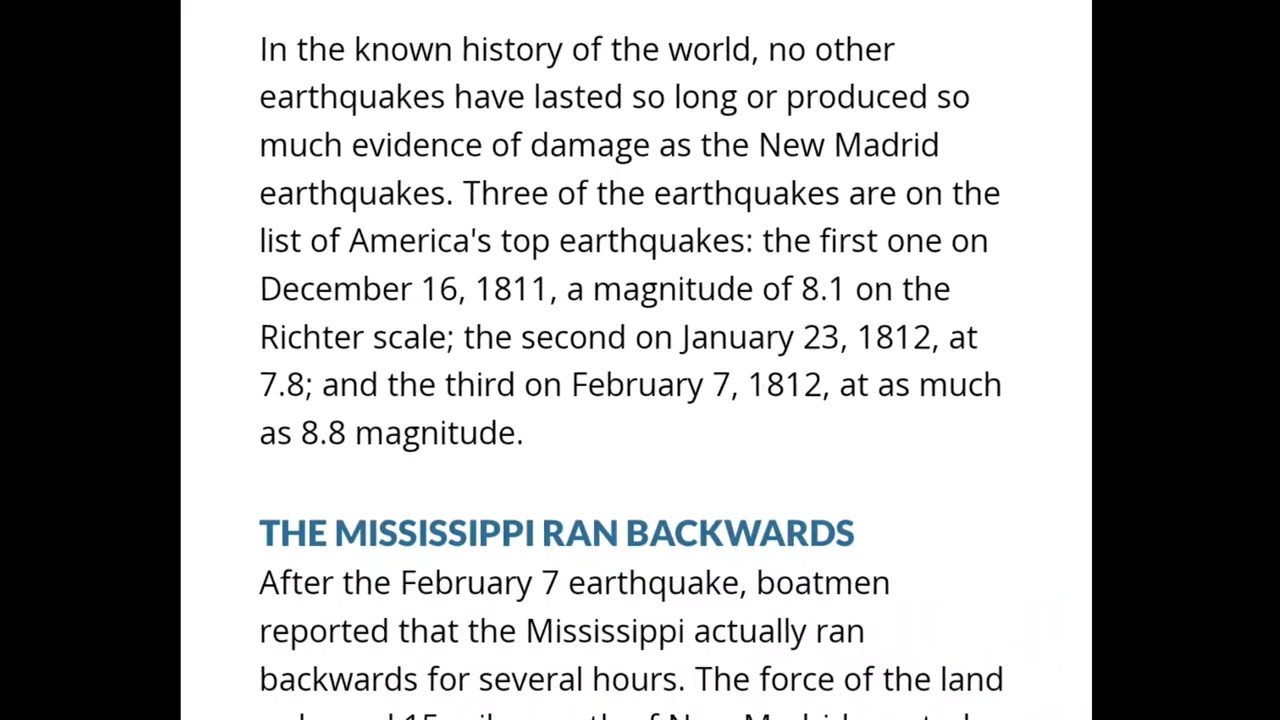 In the known history of the world, no other
earthquakes have lasted so long or produced so
much evidence of damage as the New Madrid
earthquakes. Three of the earthquakes are on the
list of America's top earthquakes: the first one on
December 16, 1811, a magnitude of 8.1 on the
Richter scale; the second on January 23, 1812, at
7.8; and the third on February 7, 1812, at as much
as 8.8 magnitude.
THE MISSISSIPPI RAN BACKWARDS
After the February 7 earthquake, boatmen
reported that the Mississippi actually ran
backwards for several hours. The force of the land